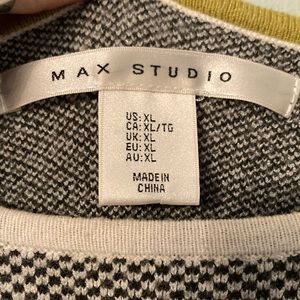 MAX STUDIO
US: XL
CA: XL/TG
UK: XL
EU: XL
AU: XL
MADE IN
CHINA